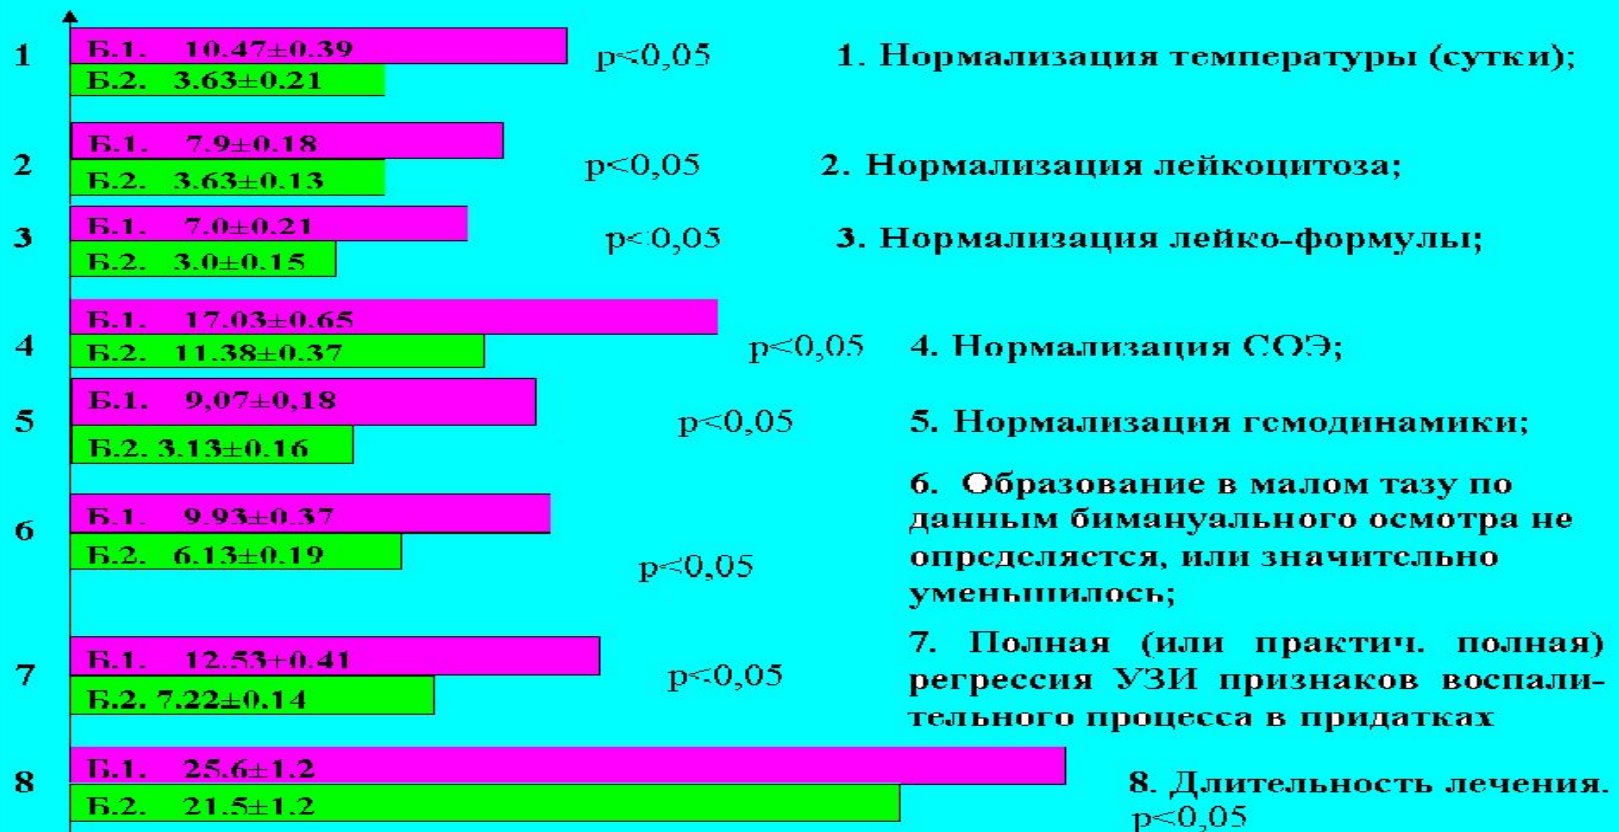 1
Б.1. 10.47±0.39
p<0,05
1. Нормализация температуры (сутки);
Б.2. 3.63±0.21
2
Б.1. 7.9±0.18
p<0,05
2. Нормализация лейкоцитоза;
Б.2. 3.63±0.13
3
Б.1. 7.0±0.21
p<0,05
3. Нормализация лейко-формулы;
Б.2. 3.0±0.15
4
Б.1. 17.03±0.65
p<0,05
4. Нормализация СОЭ;
Б.2. 11.38±0.37
5
Б.1. 9,07±0,18
p<0,05
5. Нормализация гемодинамики;
Б.2. 3.13±0.16
6
Б.1. 9.93±0.37
Б.2. 6.13±0.19
p<0,05
6. Образование в малом тазу по
данным бимануального осмотра не
определяется, или значительно
уменьшилось;
7
Б.1. 12.53+0.41
Б.2. 7.22±0.14
p<0,05
7. Полная (или практич. полная)
регрессия УЗИ признаков воспали-
тельного процесса в придатках
8
Б.1. 25.6±1.2
Б.2. 21.5±1.2
8. Длительность лечения.
p<0,05